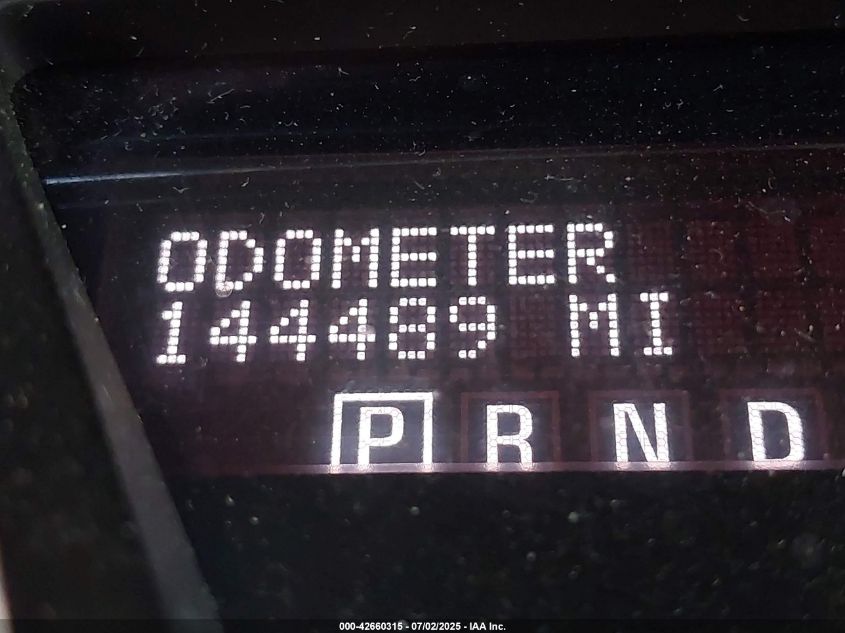 ODOMETER
144489 MI
P R N D
000-42660315 - 07/02/2025 - IAA Inc.